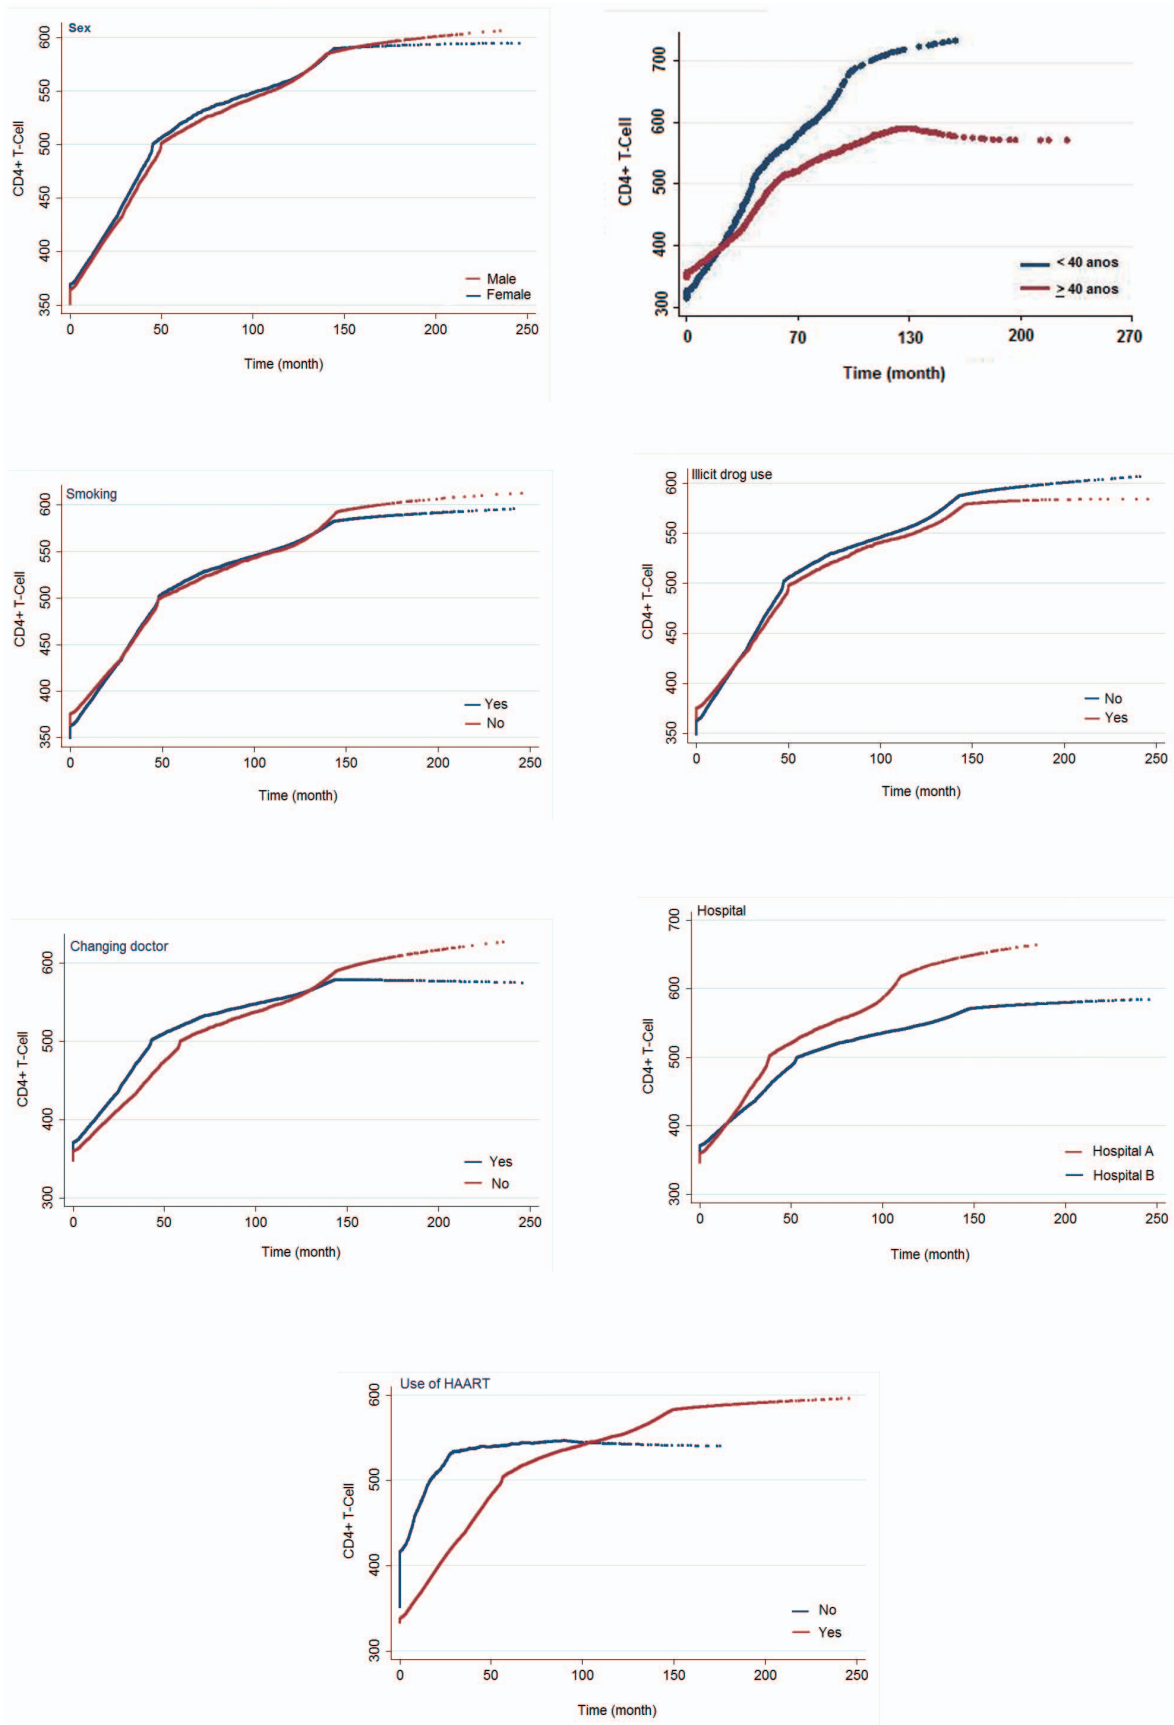 Sex
CD4+ T-Cell
600
550
500
450
400
350
Male
Female
0 50 100 150 200 250
Time (month)
CD4+ T-Cell
700
600
500
400
300
< 40 anos
≥ 40 anos
0 70 130 200 270
Time (month)
Smoking
CD4+ T-Cell
600
550
500
450
400
350
Yes
No
0 50 100 150 200 250
Time (month)
Illicit drug use
CD4+ T-Cell
600
550
500
450
400
350
No
Yes
0 50 100 150 200 250
Time (month)
Changing doctor
CD4+ T-Cell
600
500
400
300
Yes
No
0 50 100 150 200 250
Time (month)
Hospital
CD4+ T-Cell
700
600
500
400
300
Hospital A
Hospital B
0 50 100 150 200 250
Time (month)
Use of HAART
CD4+ T-Cell
600
500
400
300
No
Yes
0 50 100 150 200 250
Time (month)